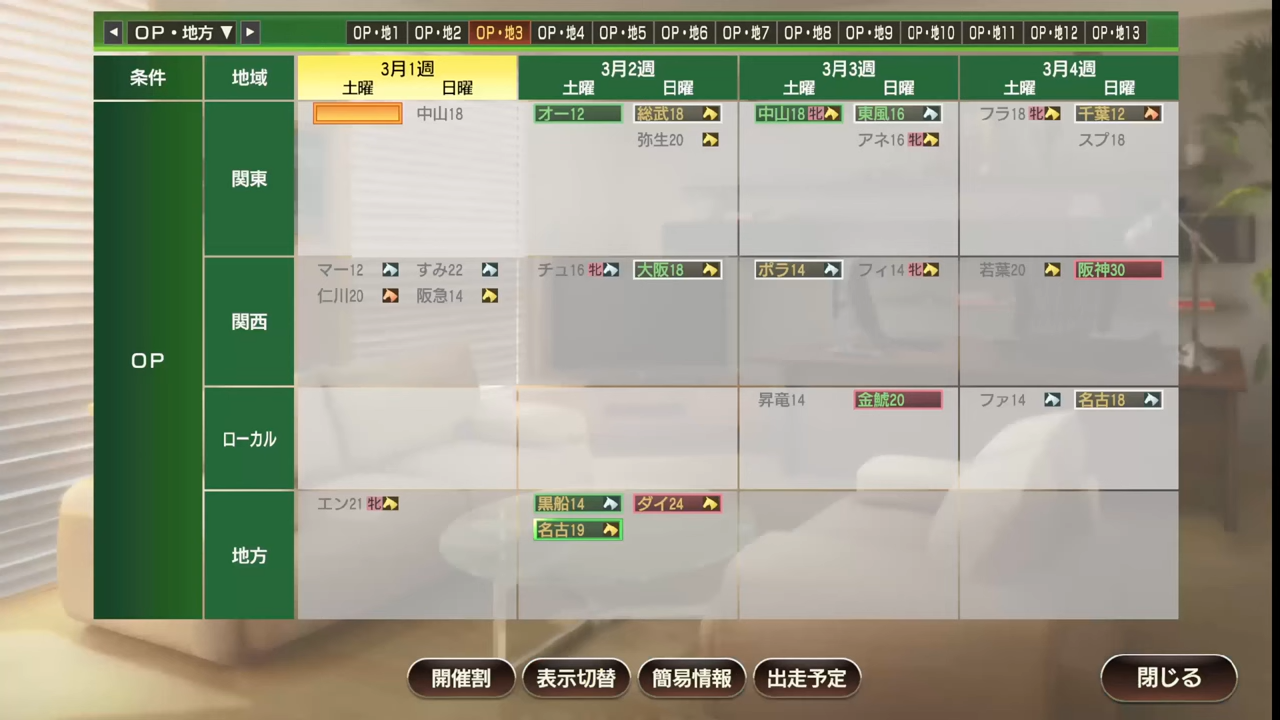 ◀ OP・地方▼ ▶ OP・地1 OP・地2 OP・地3 OP・地4 OP・地5 OP・地6 OP・地7 OP・地8 OP・地9 OP・地10 OP・地11 OP・地12 OP・地13
条件 地域 3月1週 3月2週 3月3週 3月4週
土曜 日曜 土曜 日曜 土曜 日曜 土曜 日曜
OP
関東
中山18 オー12 総武18 中山18 牝 東風16 フラ18 牝 千葉12
弥生20 アネ16 牝 スプ18
関西
マー12 すみ22 チュ16 牝 大阪18 ポラ14 フィ14 牝 若葉20 阪神30
仁川20 阪急14
ローカル
昇竜14 金鯱20 ファ14 名古18
地方
エン21 牝 黒船14 ダイ24
名古19
開催割 表示切替 簡易情報 出走予定 閉じる